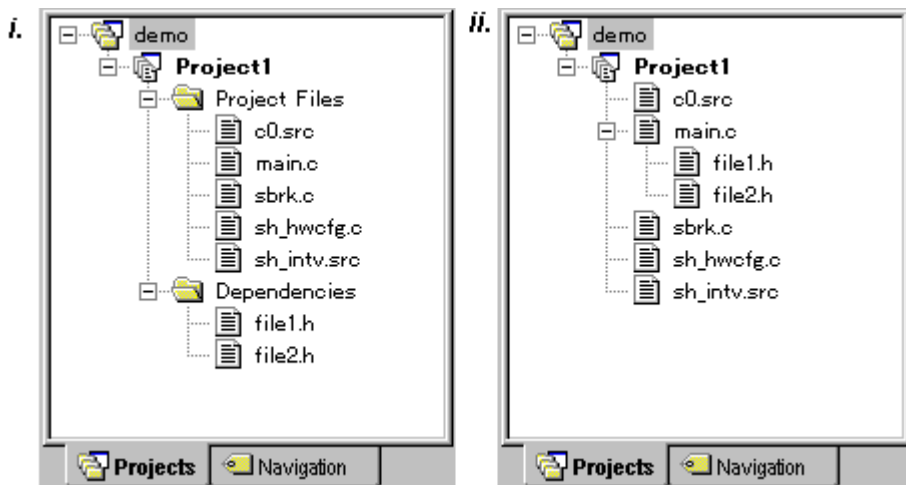 i.
demo
Project1
Project Files
c0.src
main.c
sbrk.c
sh_hwcfg.c
sh_intv.src
Dependencies
file1.h
file2.h
Projects
Navigation
ii.
demo
Project1
c0.src
main.c
file1.h
file2.h
sbrk.c
sh_hwcfg.c
sh_intv.src
Projects
Navigation